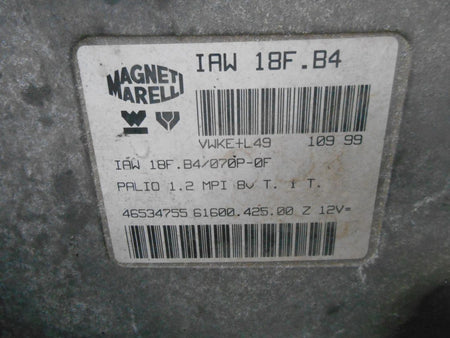 MAGNETI
MARELLI
IAW 18F.B4
VWKE+L49 109 99
IAW 18F.B4/070P-0F
PALIO 1.2 MPI 8v T. 1 T.
46534755 61600.425.00 Z 12V=